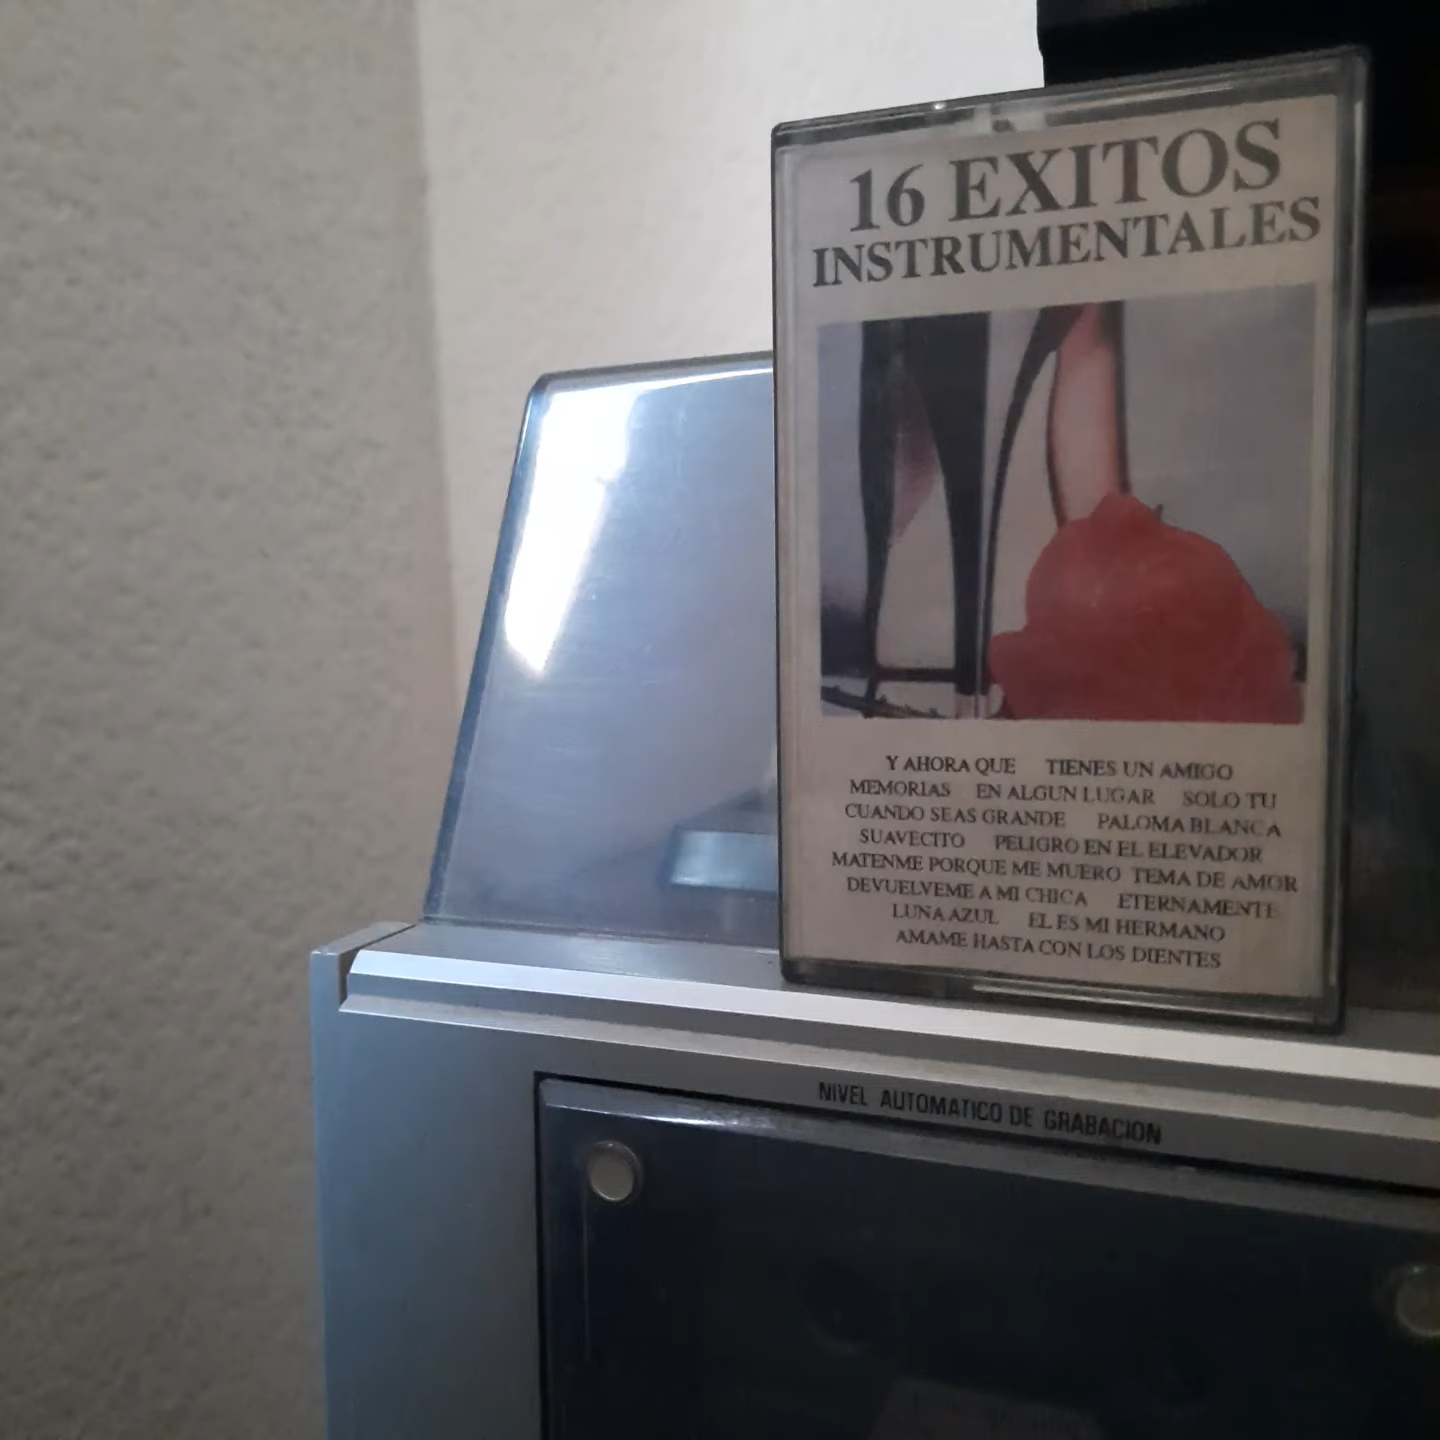 16 EXITOS
INSTRUMENTALES
Y AHORA QUE TIENES UN AMIGO
MEMORIAS EN ALGUN LUGAR SOLO TU
CUANDO SEAS GRANDE PALOMA BLANCA
SUAVECITO PELIGRO EN EL ELEVADOR
MATENME PORQUE ME MUERO TEMA DE AMOR
DEVUELVEME A MI CHICA ETERNAMENTE
LUNA AZUL EL ES MI HERMANO
AMAME HASTA CON LOS DIENTES
NIVEL AUTOMATICO DE GRABACION